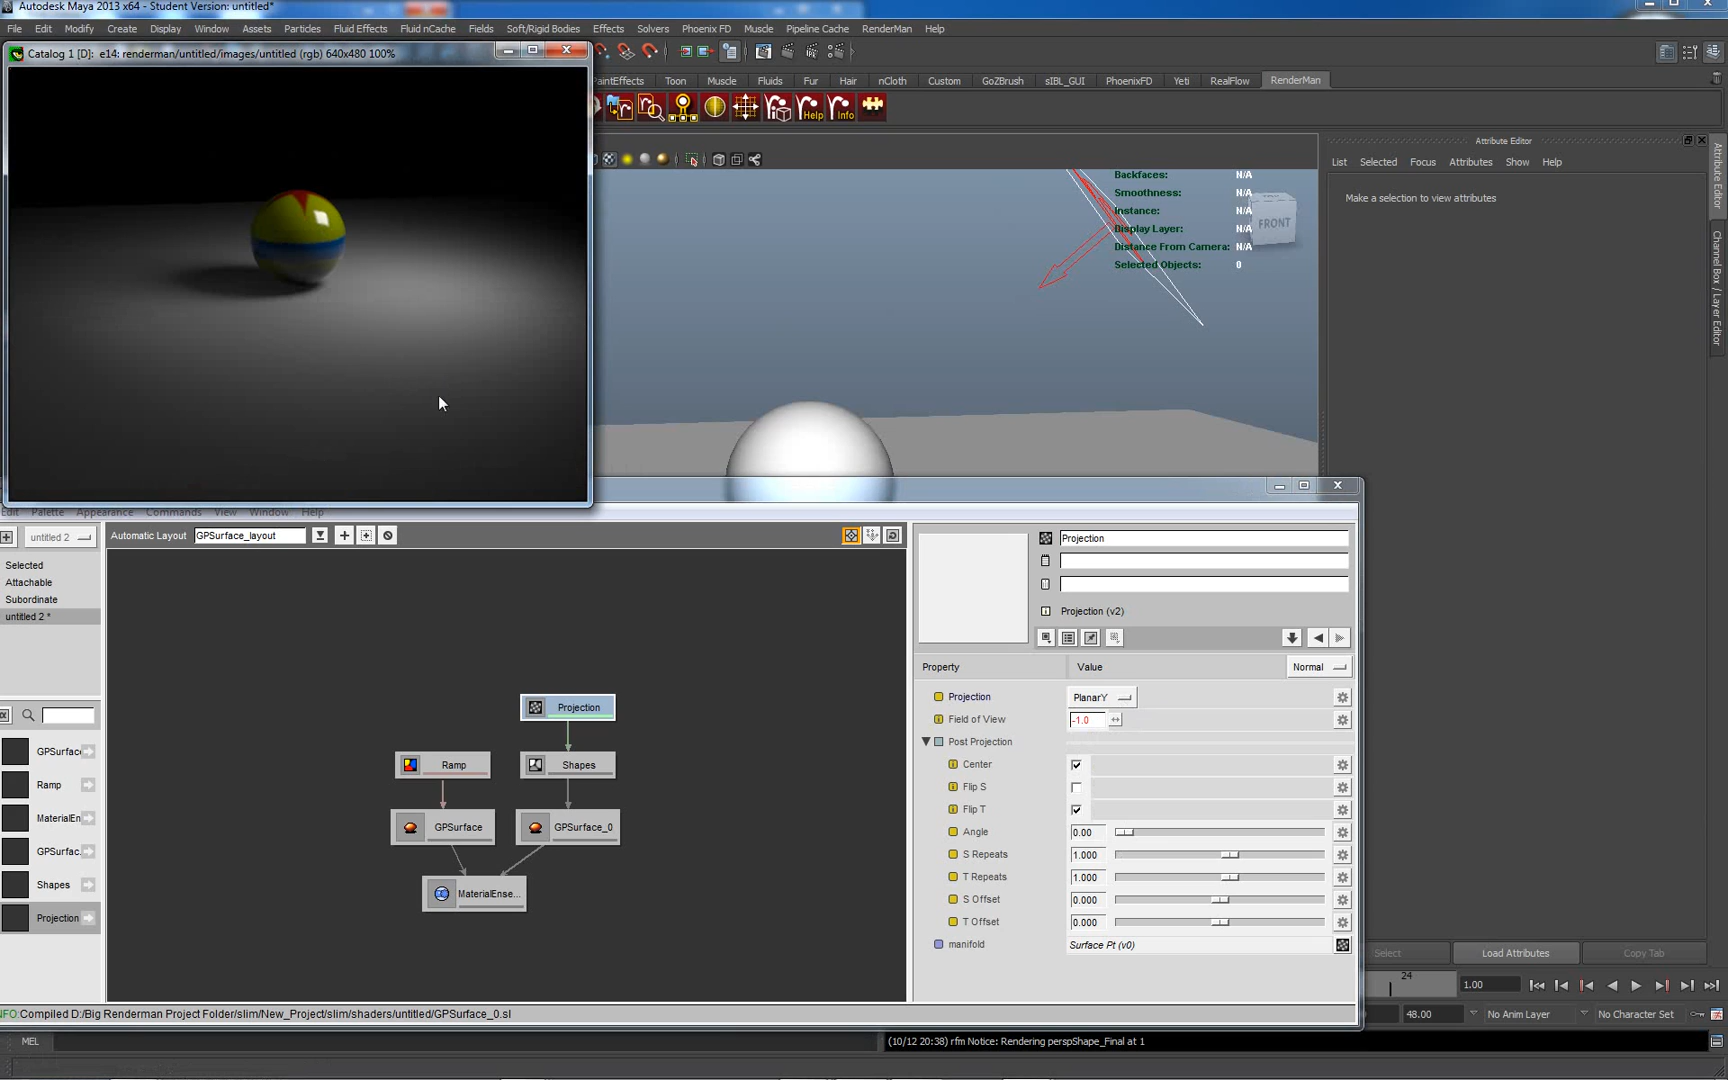 Autodesk Maya 2013 x64 - Student Version: untitled*
File Edit Modify Create Display Window Assets Particles Fluid Effects Fluid nCache Fields Soft/Rigid Bodies Effects Solvers Phoenix FD Muscle Pipeline Cache RenderMan Help
Catalog 1 [D]: e14: renderman/untitled/images/untitled (rgb) 640x480 100%
PaintEffects Toon Muscle Fluids Fur Hair nCloth Custom GoZBrush sIBL_GUI PhoenixFD Yeti RealFlow RenderMan
Help Info
Attribute Editor
List Selected Focus Attributes Show Help
Make a selection to view attributes
Backfaces: N/A
Smoothness: N/A
Instance: N/A
Display Layer: N/A
Distance From Camera: N/A
Selected Objects: 0
FRONT
Attribute Editor
Channel Box / Layer Editor
Edit Palette Appearance Commands View Window Help
untitled 2
Automatic Layout GPSurface_layout
Selected
Attachable
Subordinate
untitled 2 *
GPSurface
Ramp
MaterialEn
GPSurfac.
Shapes
Projection
Projection
Ramp
Shapes
GPSurface
GPSurface_0
MaterialEnse...
Projection
Projection (v2)
Property Value Normal
Projection PlanarY
Field of View -1.0
Post Projection
Center
Flip S
Flip T
Angle 0.00
S Repeats 1.000
T Repeats 1.000
S Offset 0.000
T Offset 0.000
manifold Surface Pt (v0)
Select Load Attributes Copy Tab
24 1.00
48.00 No Anim Layer No Character Set
NFO:Compiled D:/Big Renderman Project Folder/slim/New_Project/slim/shaders/untitled/GPSurface_0.sl
MEL (10/12 20:38) rfm Notice: Rendering perspShape_Final at 1